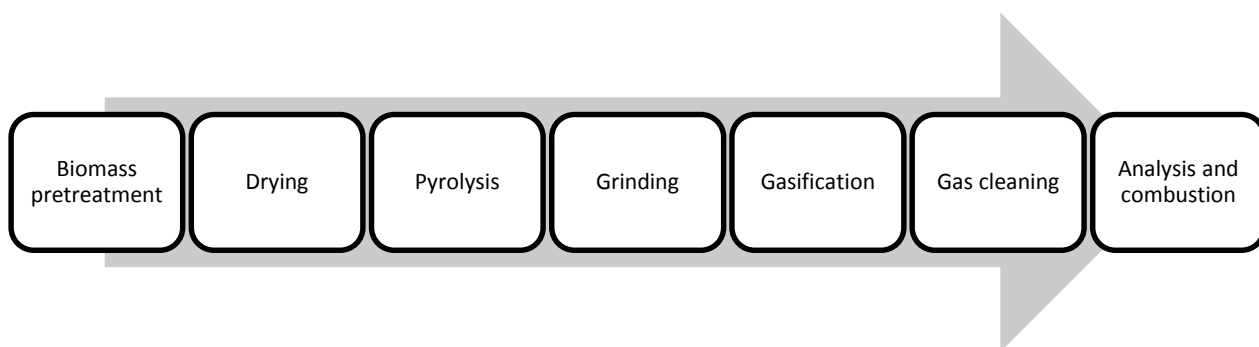 Biomass
pretreatment
Drying
Pyrolysis
Grinding
Gasification
Gas cleaning
Analysis and
combustion